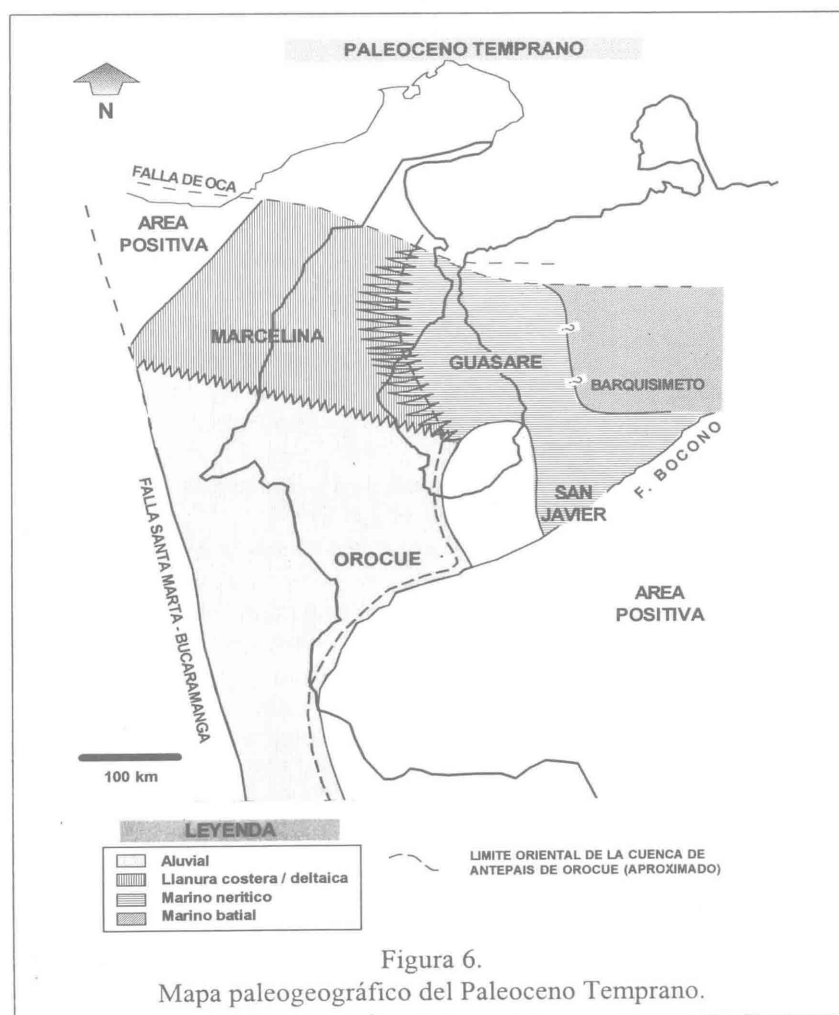 PALEOCENO TEMPRANO
N
FALLA DE OCA
AREA
POSITIVA
MARCELINA
GUASARE
?
?
BARQUISIMETO
F. BOCONO
SAN
JAVIER
OROCUE
AREA
POSITIVA
FALLA SANTA MARTA - BUCARAMANGA
100 km
LEYENDA
Aluvial
Llanura costera / deltaica
Marino neritico
Marino batial
LIMITE ORIENTAL DE LA CUENCA DE
ANTEPAIS DE OROCUE (APROXIMADO)
Figura 6.
Mapa paleogeográfico del Paleoceno Temprano.